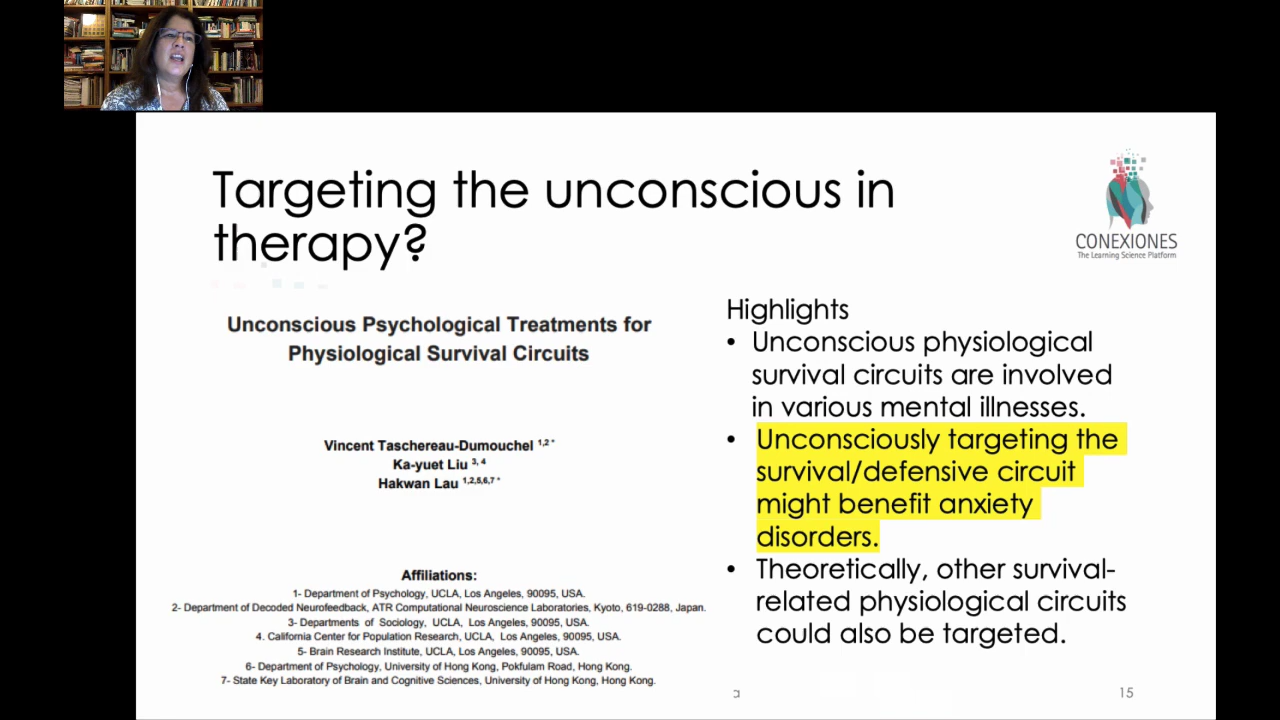 Targeting the unconscious in
therapy?
CONEXIONES
The Learning Science Platform
Unconscious Psychological Treatments for
Physiological Survival Circuits
Vincent Taschereau-Dumouchel 1,2 *
Ka-yuet Liu 3, 4
Hakwan Lau 1,2,5,6,7 *
Affiliations:
1- Department of Psychology, UCLA, Los Angeles, 90095, USA.
2- Department of Decoded Neurofeedback, ATR Computational Neuroscience Laboratories, Kyoto, 619-0288, Japan.
3- Departments of Sociology, UCLA, Los Angeles, 90095, USA.
4. California Center for Population Research, UCLA, Los Angeles, 90095, USA.
5- Brain Research Institute, UCLA, Los Angeles, 90095, USA.
6- Department of Psychology, University of Hong Kong, Pokfulam Road, Hong Kong.
7- State Key Laboratory of Brain and Cognitive Sciences, University of Hong Kong, Hong Kong.
Highlights
• Unconscious physiological
survival circuits are involved
in various mental illnesses.
• Unconsciously targeting the
survival/defensive circuit
might benefit anxiety
disorders.
• Theoretically, other survival-
related physiological circuits
could also be targeted.
a
15